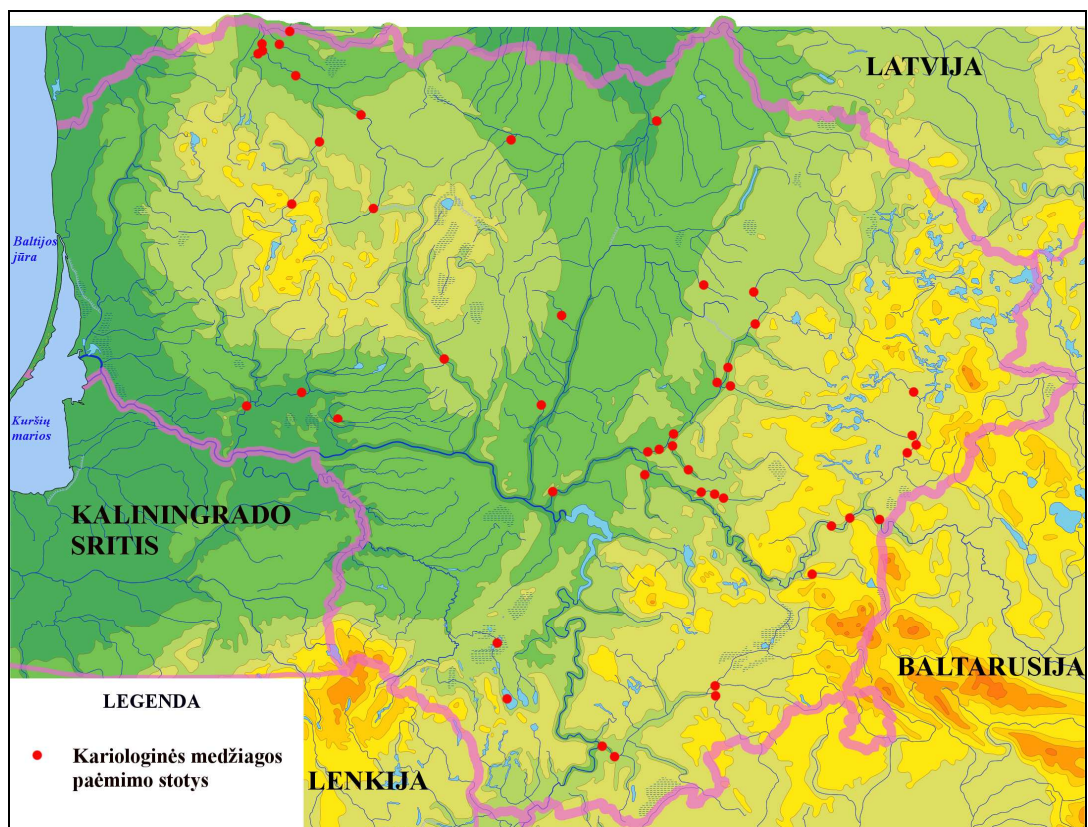 LATVIJA
Baltijos
jūra
Kuršių
marios
KALININGRADO
SRITIS
BALTARUSIJA
LENKIJA
LEGENDA
Kariologinės medžiagos
paėmimo stotys